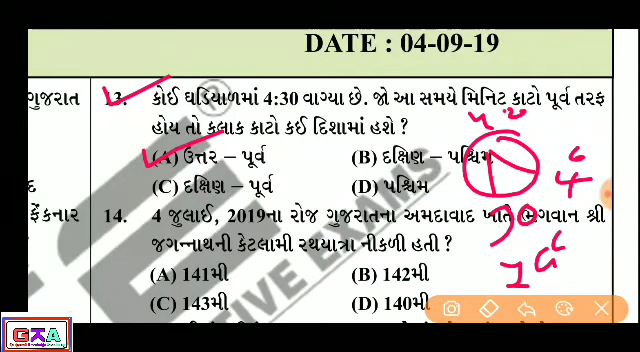 DATE : 04-09-19
ગુજરાત
13. કોઈ ઘડિયાળમાં 4:30 વાગ્યા છે. જો આ સમયે મિનિટ કાટો પૂર્વ તરફ
હોય તો કલાક કાટો કઈ દિશામાં હશે ?
(A) ઉત્તર – પૂર્વ (B) દક્ષિણ – પશ્ચિમ
(C) દક્ષિણ – પૂર્વ (D) પશ્ચિમ
ફેંકનાર
14. 4 જુલાઈ, 2019ના રોજ ગુજરાતના અમદાવાદ ખાતે ભગવાન શ્રી
જગન્નાથની કેટલામી રથયાત્રા નીકળી હતી ?
(A) 141મી (B) 142મી
(C) 143મી (D) 140મી
TIVE EXAMS
GKA